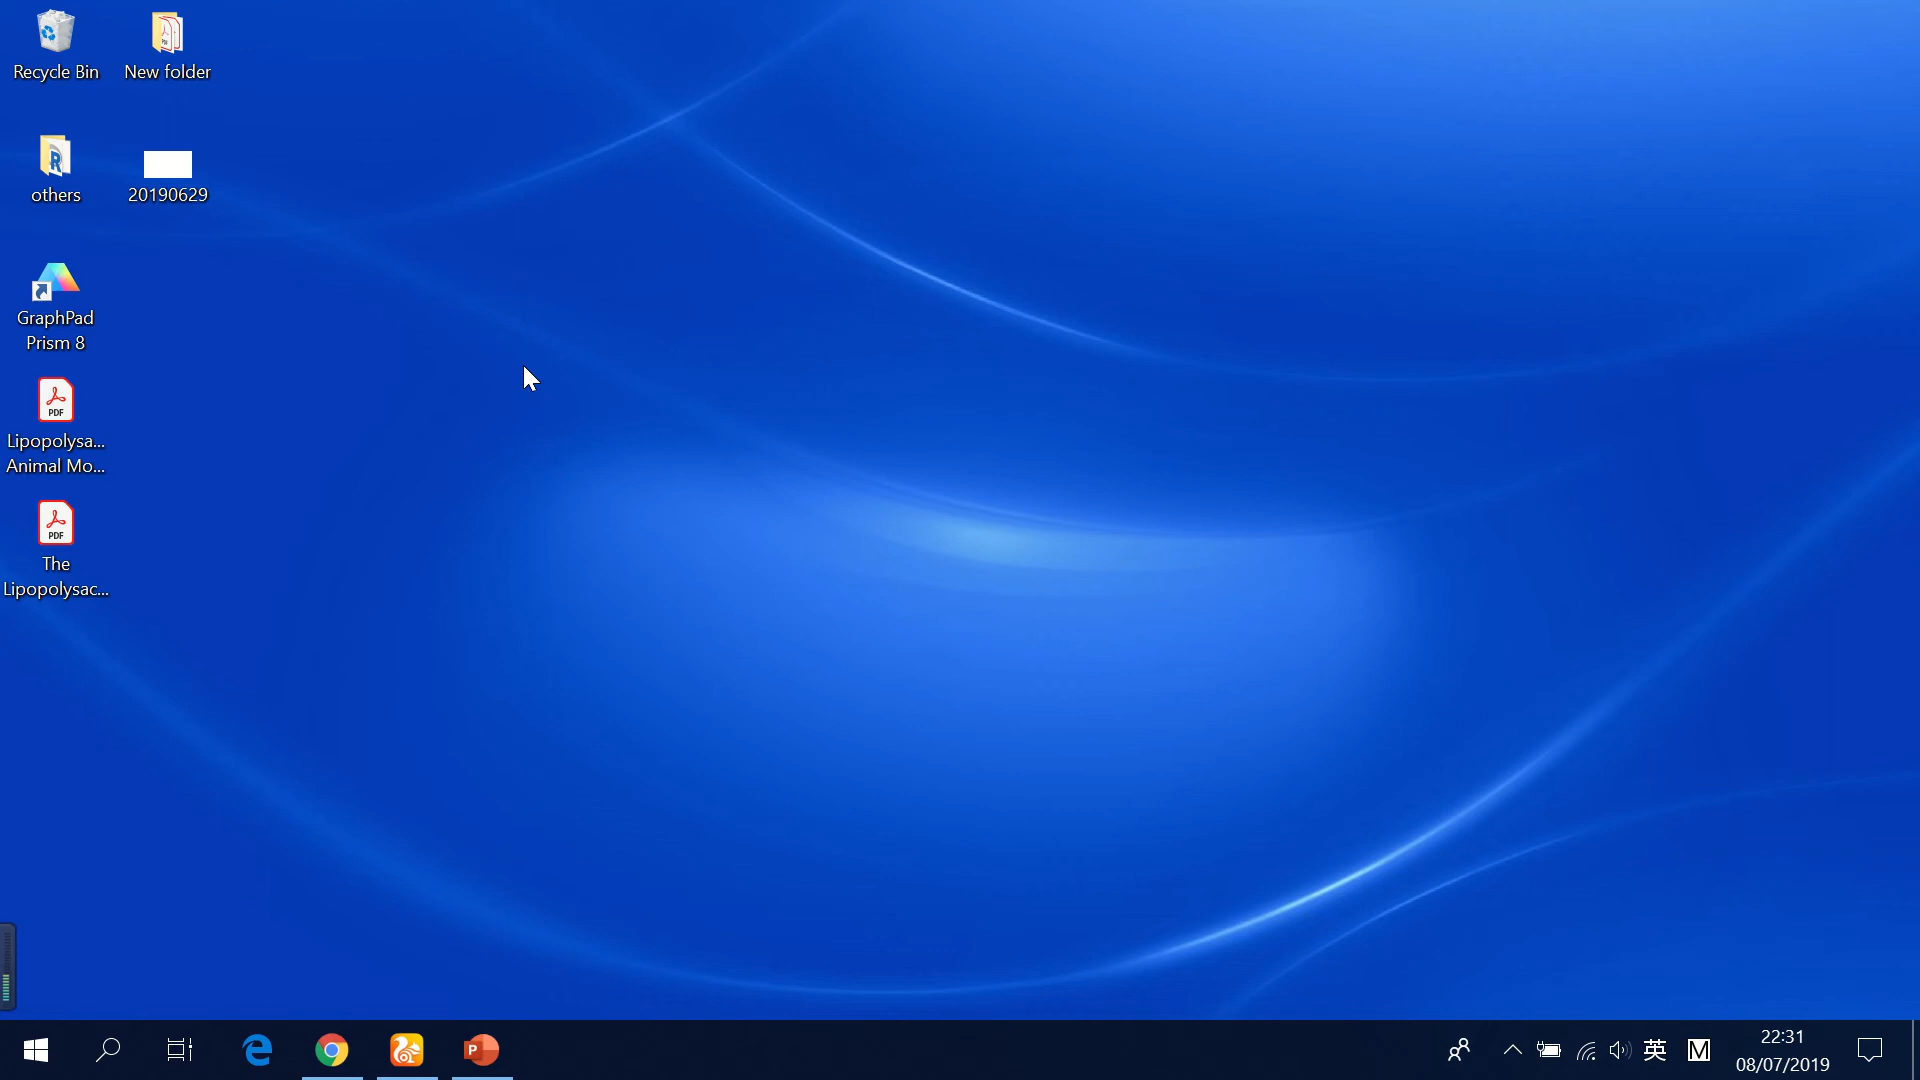 Recycle Bin
New folder
others
20190629
GraphPad
Prism 8
PDF
Lipopolysa...
Animal Mo...
PDF
The
Lipopolysac...
英
M
22:31
08/07/2019